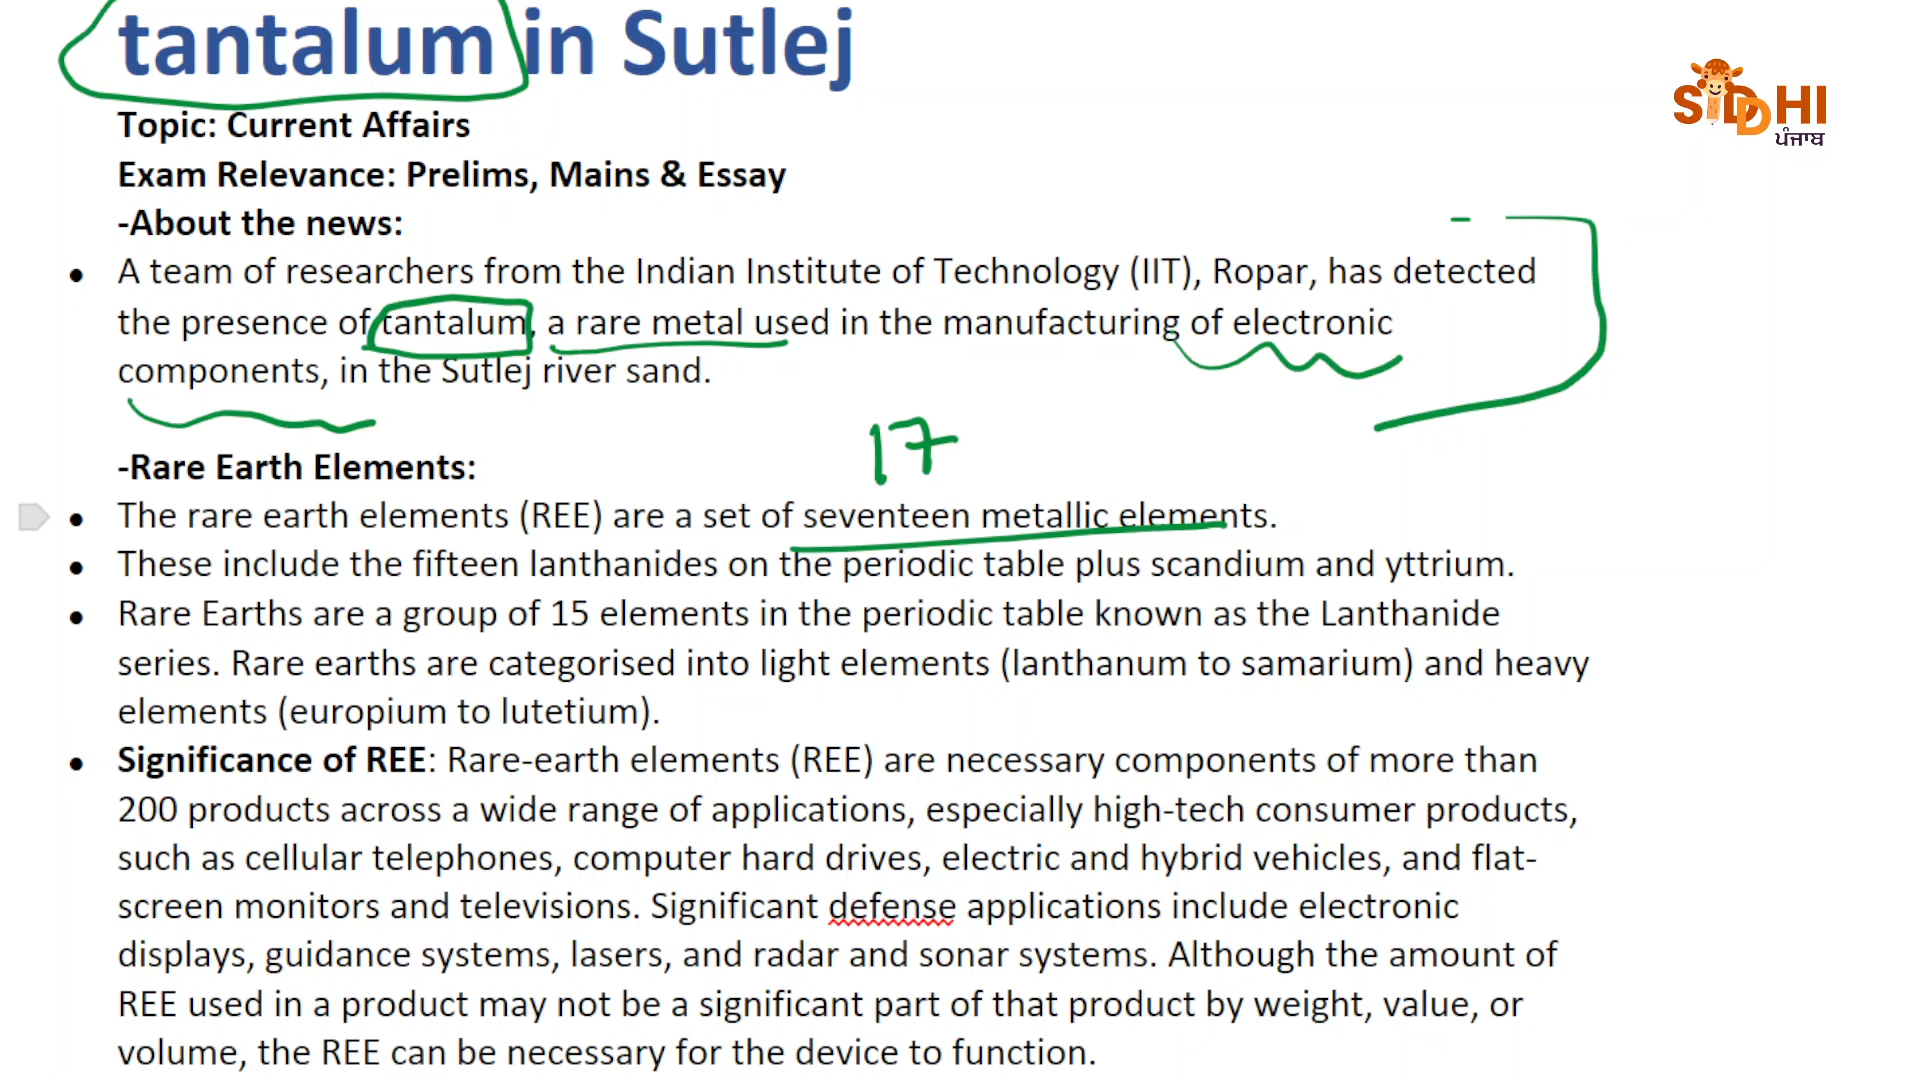 tantalum in Sutlej
SIDDHI
ਪੰਜਾਬ
Topic: Current Affairs
Exam Relevance: Prelims, Mains & Essay
-About the news:
• A team of researchers from the Indian Institute of Technology (IIT), Ropar, has detected
the presence of tantalum, a rare metal used in the manufacturing of electronic
components, in the Sutlej river sand.
17
-Rare Earth Elements:
• The rare earth elements (REE) are a set of seventeen metallic elements.
• These include the fifteen lanthanides on the periodic table plus scandium and yttrium.
• Rare Earths are a group of 15 elements in the periodic table known as the Lanthanide
series. Rare earths are categorised into light elements (lanthanum to samarium) and heavy
elements (europium to lutetium).
• Significance of REE: Rare-earth elements (REE) are necessary components of more than
200 products across a wide range of applications, especially high-tech consumer products,
such as cellular telephones, computer hard drives, electric and hybrid vehicles, and flat-
screen monitors and televisions. Significant defense applications include electronic
displays, guidance systems, lasers, and radar and sonar systems. Although the amount of
REE used in a product may not be a significant part of that product by weight, value, or
volume, the REE can be necessary for the device to function.